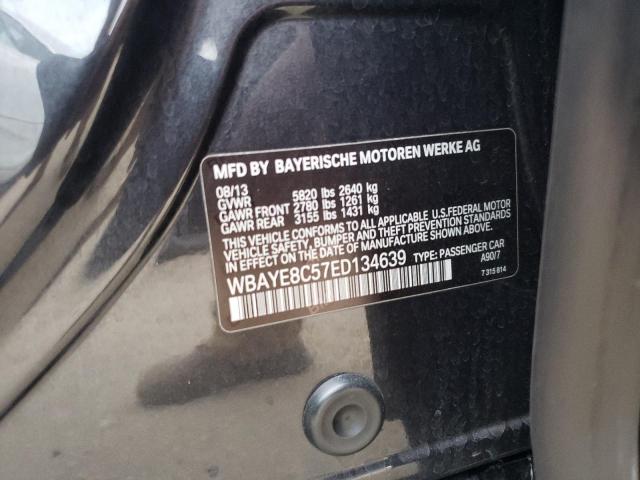 MFD BY BAYERISCHE MOTOREN WERKE AG
08/13
GVWR 5820 lbs 2640 kg
GAWR FRONT 2780 lbs 1261 kg
GAWR REAR 3155 lbs 1431 kg
THIS VEHICLE CONFORMS TO ALL APPLICABLE U.S.FEDERAL MOTOR
VEHICLE SAFETY, BUMPER AND THEFT PREVENTION STANDARDS
IN EFFECT ON THE DATE OF MANUFACTURE SHOWN ABOVE.
WBAYE8C57ED134639 TYPE: PASSENGER CAR
A90/7
7 315 814